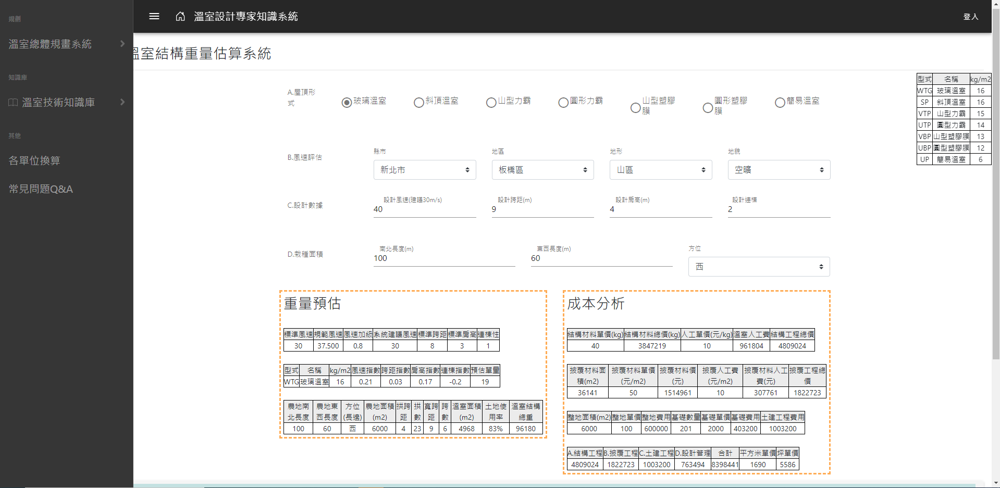 規劃
溫室總體規畫系統
知識庫
溫室技術知識庫
其他
各單位換算
常見問題Q&A
溫室設計專家知識系統
登入
溫室結構重量估算系統
A.屋頂形式
玻璃溫室
斜頂溫室
山型力霸
圓形力霸
山型塑膠膜
圓形塑膠膜
簡易溫室
型式 名稱 kg/m2
WTG 玻璃溫室 16
SP 斜頂溫室 16
VTP 山型力霸 15
UTP 圓型力霸 14
VBP 山型塑膠膜 13
UBP 圓型塑膠膜 12
UP 簡易溫室 6
B.風速評估
縣市 地區 地形 地貌
新北市 板橋區 山區 空曠
C.設計數據
設計風速(建議30m/s) 設計跨距(m) 設計肩高(m) 設計連棟
40 9 4 2
D.栽種面積
南北長度(m) 東西長度(m) 方位
100 60 西
重量預估
標準風速 規範風速 風速加級 系統建議風速 標準跨距 標準肩高 連棟性
30 37.500 0.8 30 8 3 1
型式 名稱 kg/m2 風速指數 跨距指數 肩高指數 連棟指數 預估單量
WTG 玻璃溫室 16 0.21 0.03 0.17 -0.2 19
農地南北長度 農地東西長度 方位(長邊) 農地面積(m2) 拱跨距 拱數 寬跨距 跨數 溫室面積(m2) 土地使用率 溫室結構總重
100 60 西 6000 4 23 9 6 4968 83% 96180
成本分析
結構材料單價(kg) 結構材料總價(kg) 人工單價(元/kg) 溫室人工費 結構工程總價
40 3847219 10 961804 4809024
披覆材料面積(m2) 披覆材料單價(元/m2) 披覆材料價(元) 披覆人工費(元/m2) 披覆材料人工費(元) 披覆工程總價
36141 50 1514961 10 307761 1822723
整地面積(m2) 整地單價 整地費用 基礎數量 基礎單價 基礎費用 土建工程費用
6000 100 600000 201 2000 403200 1003200
A.結構工程 B.披覆工程 C.土建工程 D.設計管理 合計 平方米單價 坪單價
4809024 1822723 1003200 763494 8398441 1690 5586